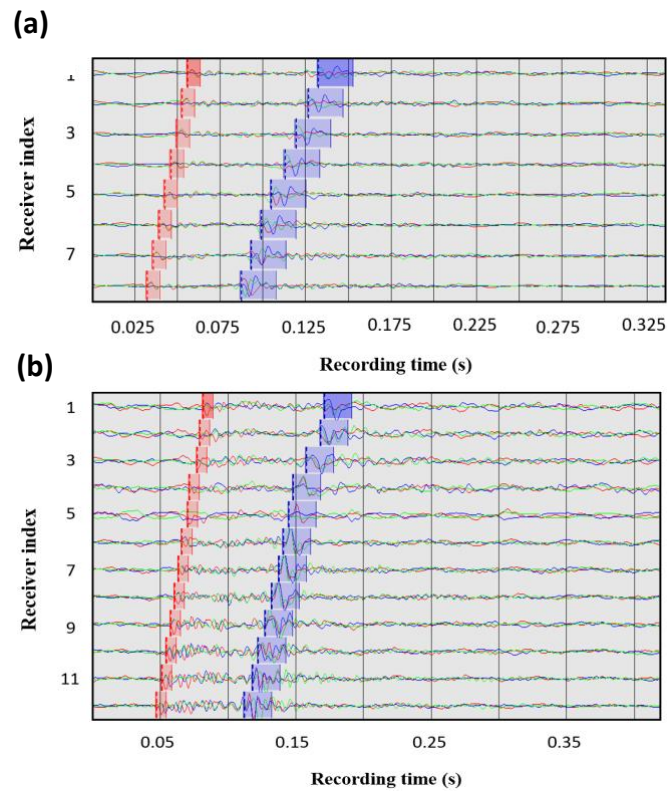 (a)
1
3
5
7
Receiver index
0.025 0.075 0.125 0.175 0.225 0.275 0.325
Recording time (s)
(b)
1
3
5
7
9
11
Receiver index
0.05 0.15 0.25 0.35
Recording time (s)